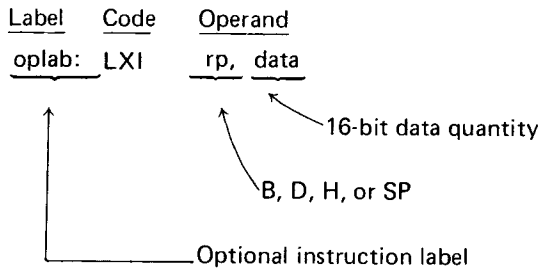 Label Code Operand
oplab: LXI rp, data
16-bit data quantity
B, D, H, or SP
Optional instruction label